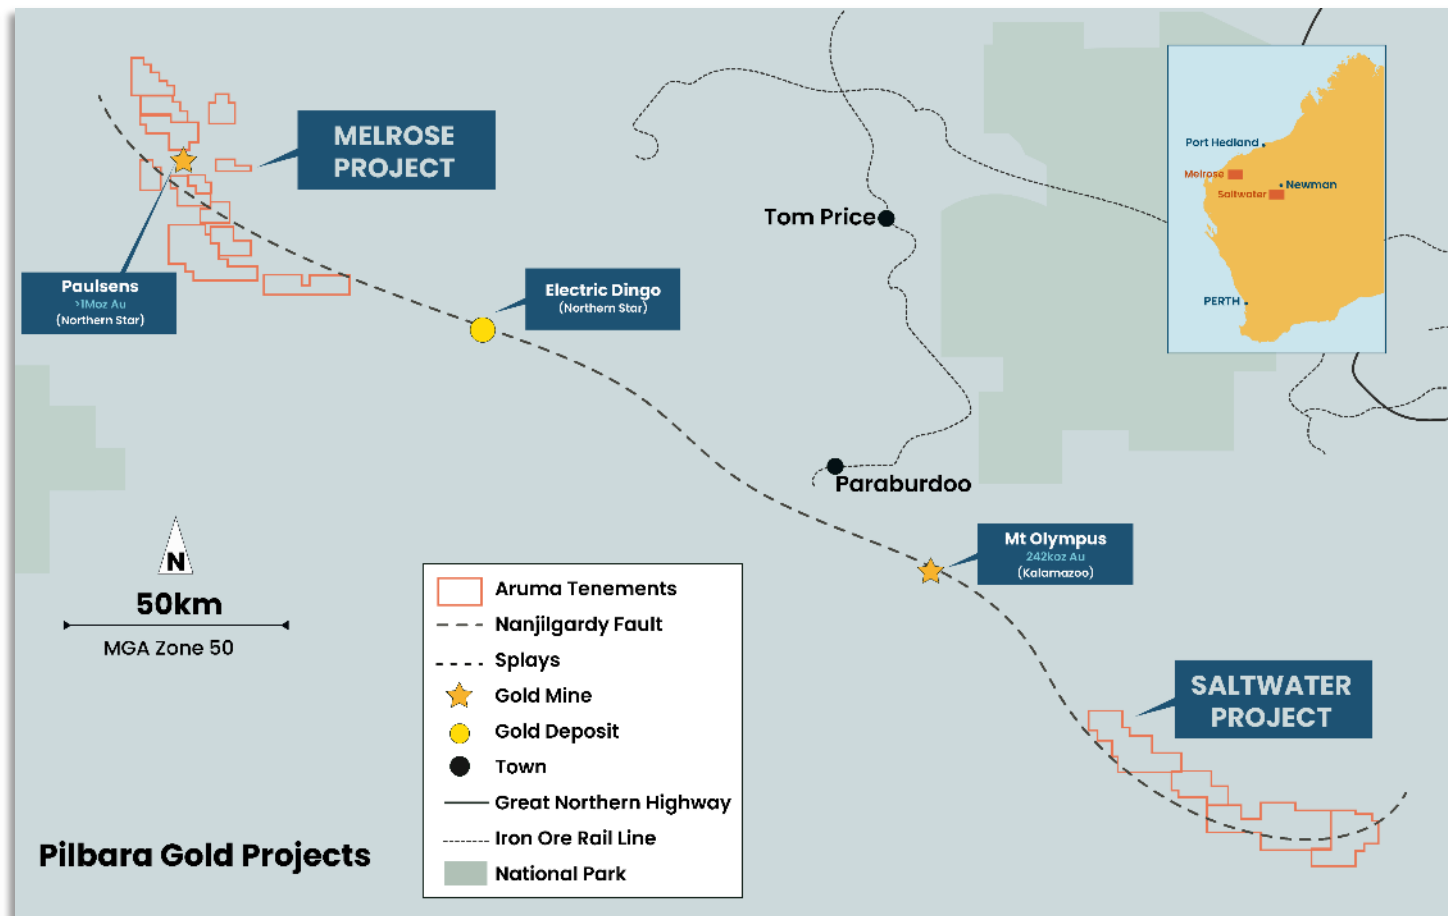 MELROSE
PROJECT
Paulsens
>1Moz Au
(Northern Star)
Electric Dingo
(Northern Star)
Tom Price
Paraburdoo
Port Hedland
Melrose
Newman
Saltwater
PERTH
Mt Olympus
242koz Au
(Kalamazoo)
SALTWATER
PROJECT
N
50km
MGA Zone 50
Aruma Tenements
Nanjilgardy Fault
Splays
Gold Mine
Gold Deposit
Town
Great Northern Highway
Iron Ore Rail Line
National Park
Pilbara Gold Projects